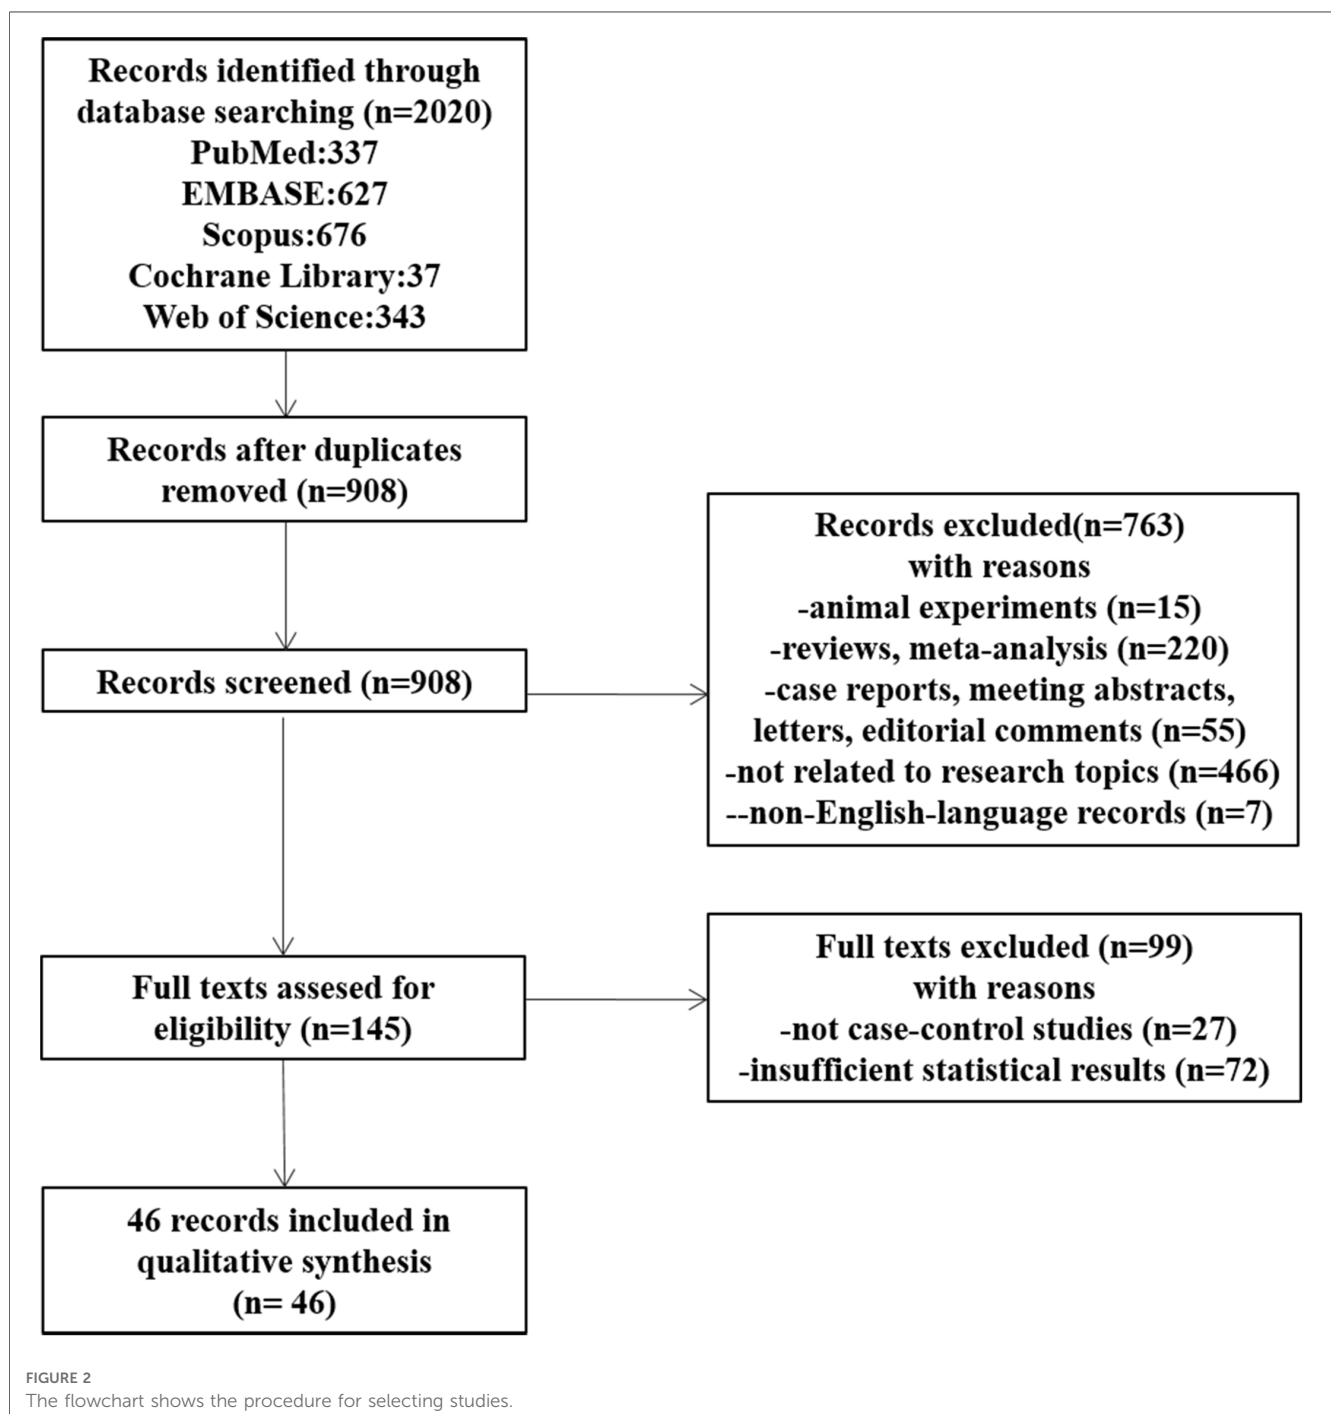 Records identified through
database searching (n=2020)
PubMed:337
EMBASE:627
Scopus:676
Cochrane Library:37
Web of Science:343
Records after duplicates
removed (n=908)
Records screened (n=908)
Records excluded(n=763)
with reasons
-animal experiments (n=15)
-reviews, meta-analysis (n=220)
-case reports, meeting abstracts,
letters, editorial comments (n=55)
-not related to research topics (n=466)
--non-English-language records (n=7)
Full texts assesed for
eligibility (n=145)
Full texts excluded (n=99)
with reasons
-not case-control studies (n=27)
-insufficient statistical results (n=72)
46 records included in
qualitative synthesis
(n= 46)
FIGURE 2
The flowchart shows the procedure for selecting studies.